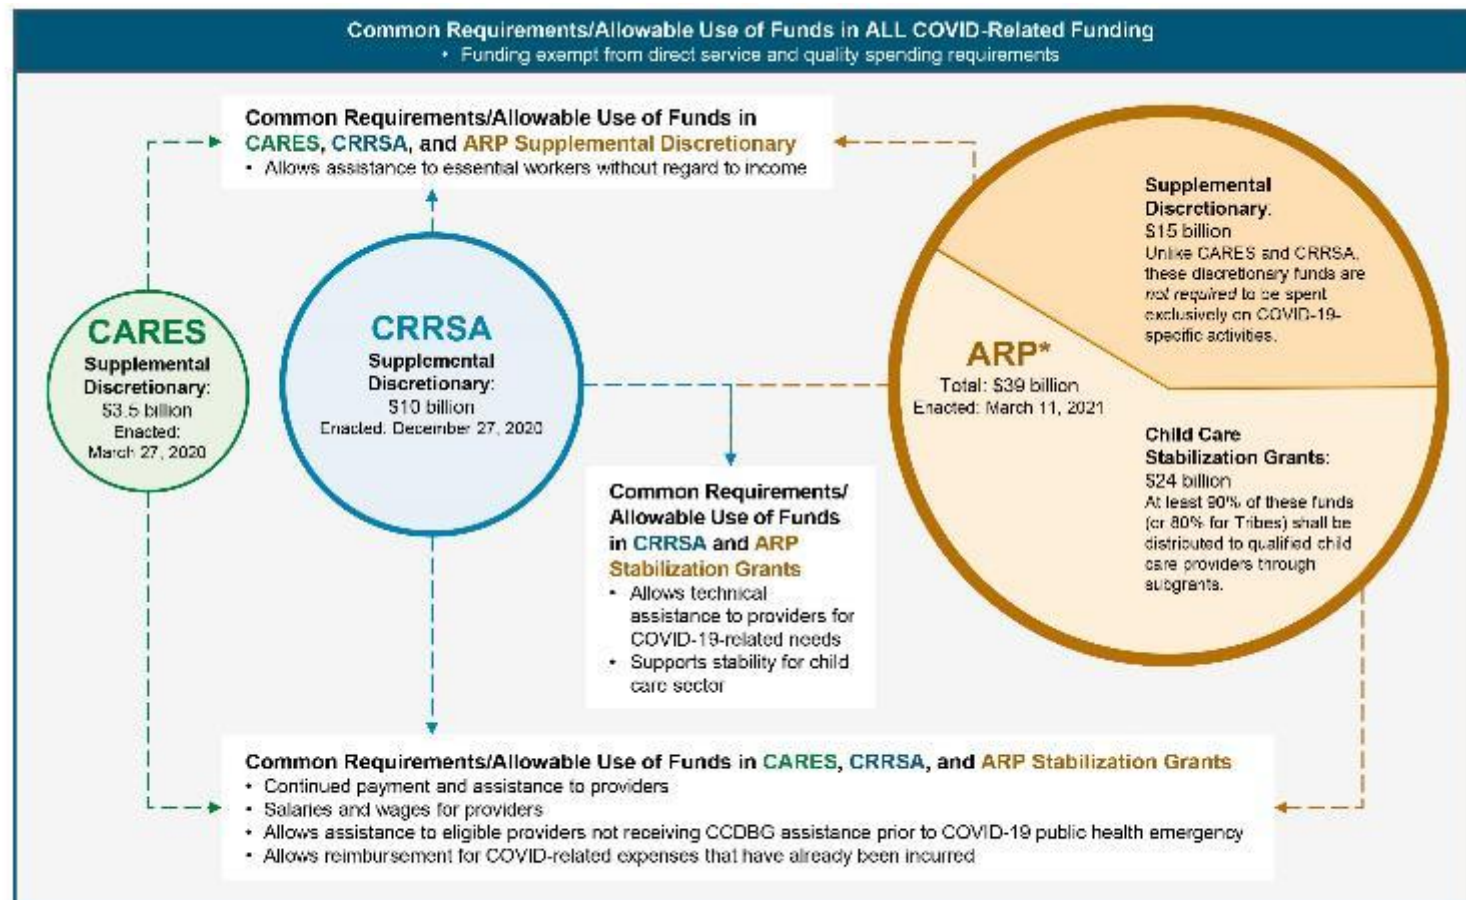 Common Requirements/Allowable Use of Funds in ALL COVID-Related Funding
• Funding exempt from direct service and quality spending requirements
Common Requirements/Allowable Use of Funds in
CARES, CRRSA, and ARP Supplemental Discretionary
• Allows assistance to essential workers without regard to income
CARES
Supplemental
Discretionary:
$3.5 billion
Enacted:
March 27, 2020
CRRSA
Supplemental
Discretionary:
$10 billion
Enacted: December 27, 2020
ARP*
Total: $39 billion
Enacted: March 11, 2021
Supplemental
Discretionary:
$15 billion
Unlike CARES and CRRSA,
these discretionary funds are
not required to be spent
exclusively on COVID-19-
specific activities.
Child Care
Stabilization Grants:
$24 billion
At least 90% of these funds
(or 80% for Tribes) shall be
distributed to qualified child
care providers through
subgrants.
Common Requirements/
Allowable Use of Funds
in CRRSA and ARP
Stabilization Grants
• Allows technical
assistance to providers for
COVID-19-related needs
• Supports stability for child
care sector
Common Requirements/Allowable Use of Funds in CARES, CRRSA, and ARP Stabilization Grants
• Continued payment and assistance to providers
• Salaries and wages for providers
• Allows assistance to eligible providers not receiving CCDBG assistance prior to COVID-19 public health emergency
• Allows reimbursement for COVID-related expenses that have already been incurred